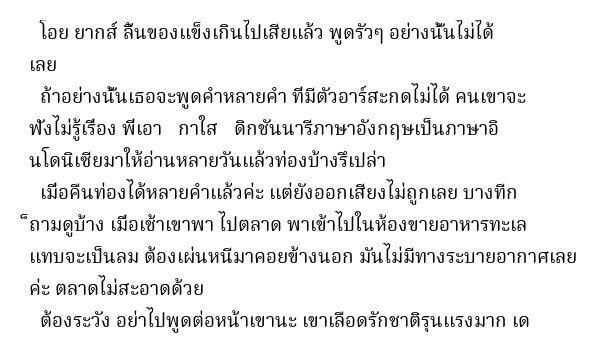 โอย ยากส์ ลิ้นของแข็งเกินไปเสียแล้ว พูดรัวๆ อย่างนั้นไม่ได้
เลย
ถ้าอย่างนั้นเธอจะพูดคำหลายคำ ที่มีตัวอาร์สะกดไม่ได้ คนเขาจะ
ฟังไม่รู้เรื่อง พี่เอา กาใส ดิกชันนารีภาษาอังกฤษเป็นภาษาอิ
นโดนิเซียมาให้อ่านหลายวันแล้วท่องบ้างรึเปล่า
เมื่อคืนท่องได้หลายคำแล้วค่ะ แต่ยังออกเสียงไม่ถูกเลย บางทีก
็ถามดูบ้าง เมื่อเช้าเขาพา ไปตลาด พาเข้าไปในห้องขายอาหารทะเล
แทบจะเป็นลม ต้องเผ่นหนีมาคอยข้างนอก มันไม่มีทางระบายอากาศเลย
ค่ะ ตลาดไม่สะอาดด้วย
ต้องระวัง อย่าไปพูดต่อหน้าเขานะ เขาเลือดรักชาติรุนแรงมาก เด